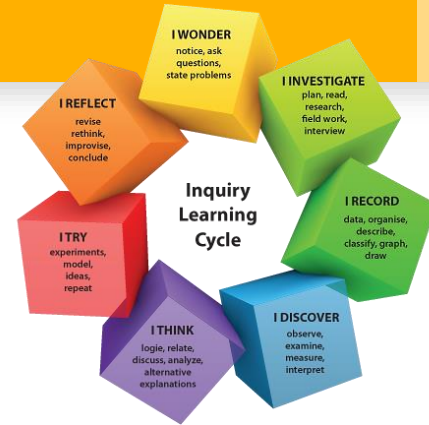 I WONDER
notice, ask
questions,
state problems
I INVESTIGATE
plan, read,
research,
field work,
interview
I RECORD
data, organise,
describe,
classify, graph,
draw
I DISCOVER
observe,
examine,
measure,
interpret
I THINK
logie, relate,
discuss, analyze,
alternative
explanations
I TRY
experiments,
model,
ideas,
repeat
I REFLECT
revise
rethink,
improvise,
conclude
Inquiry
Learning
Cycle